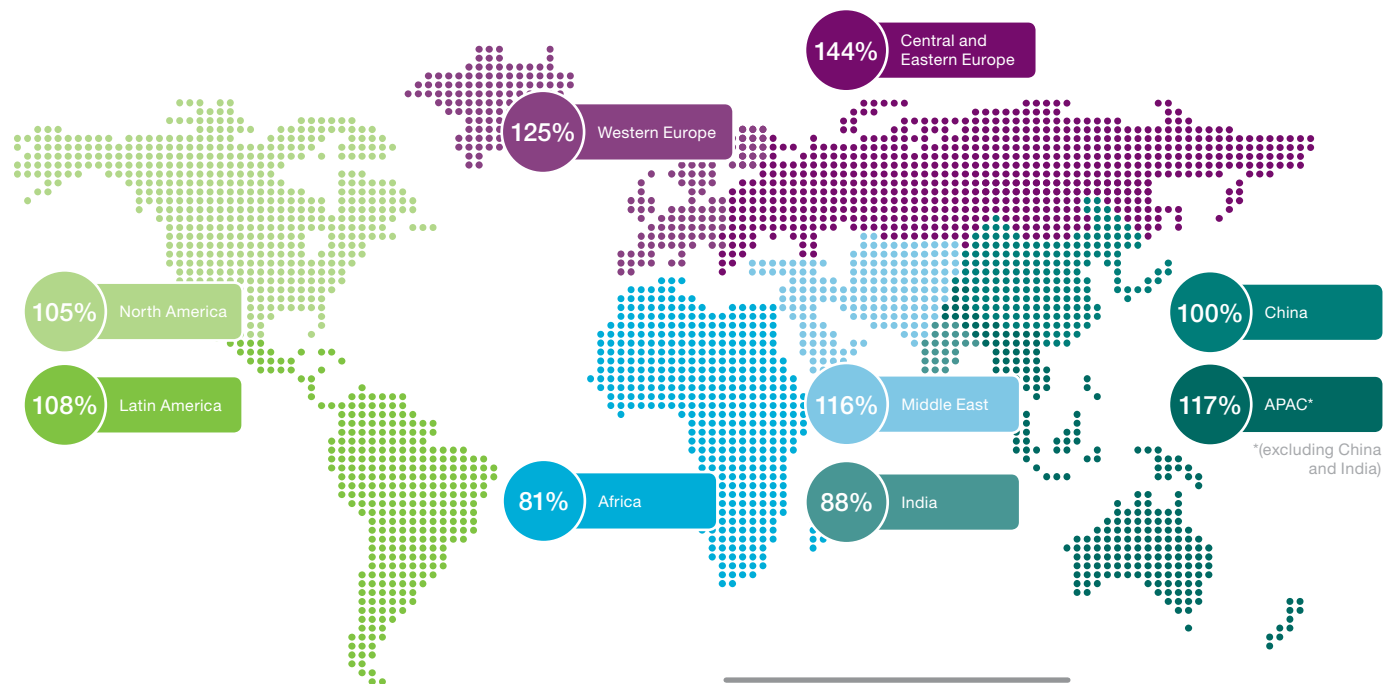 144%
Central and
Eastern Europe
125%
Western Europe
105%
North America
100%
China
108%
Latin America
116%
Middle East
117%
APAC*
*(excluding China
and India)
81%
Africa
88%
India